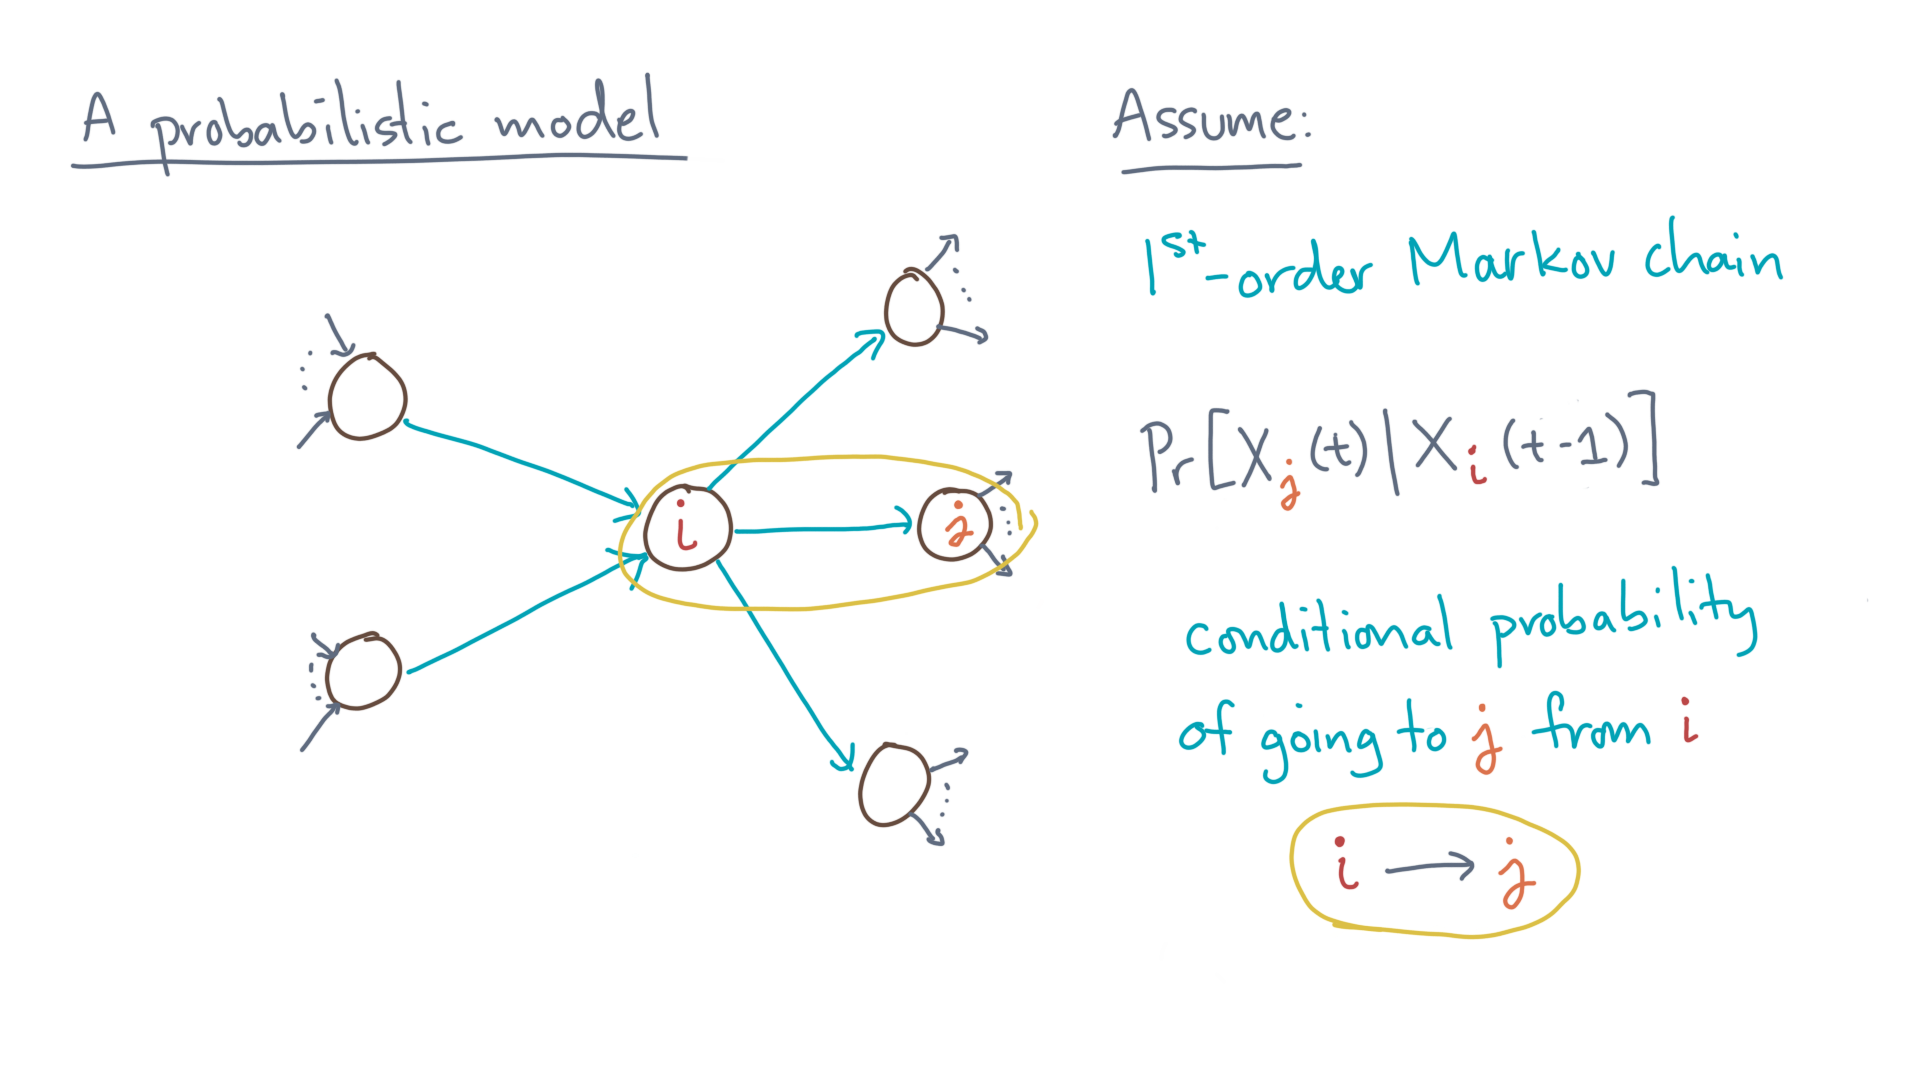 A probabilistic model
i
j
Assume:
1st-order Markov chain
Pr[Xj(t)|Xi(t-1)]
conditional probability
of going to j from i
i → j